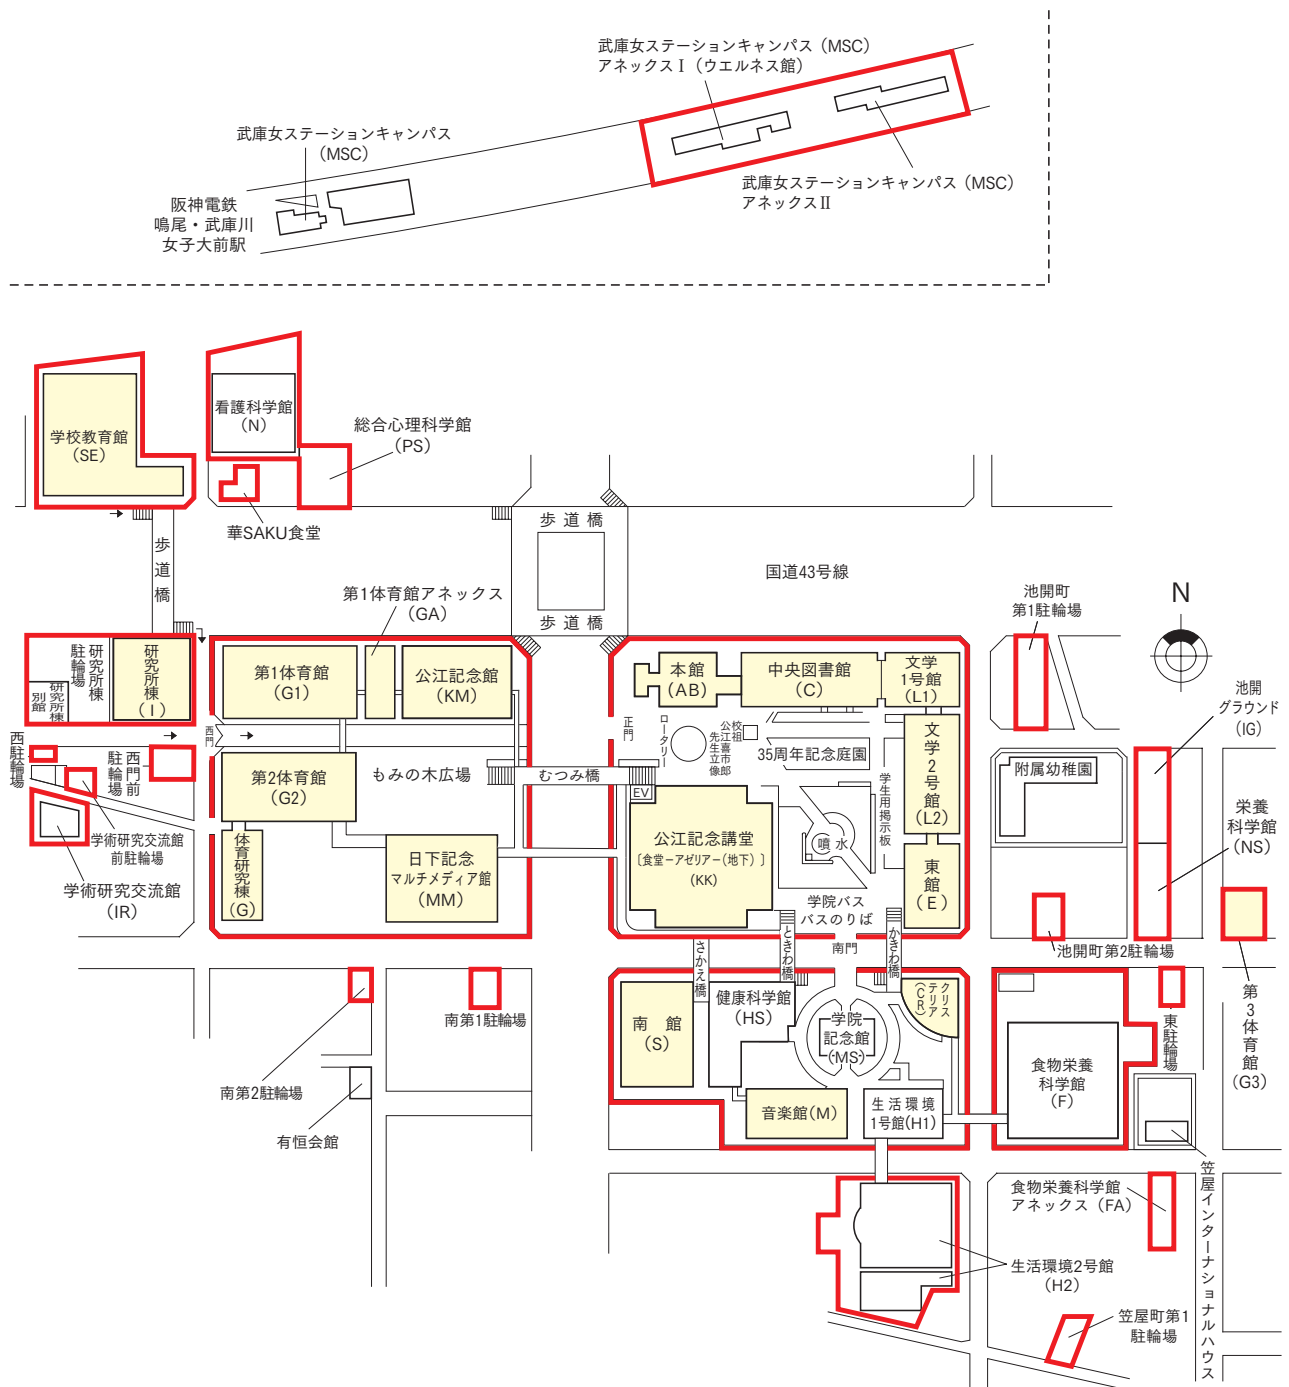 武庫女ステーションキャンパス（MSC）
アネックスⅠ（ウエルネス館）
武庫女ステーションキャンパス
（MSC）
武庫女ステーションキャンパス（MSC）
アネックスⅡ
阪神電鉄
鳴尾・武庫川
女子大前駅
学校教育館
（SE）
看護科学館
（N）
総合心理科学館
（PS）
華SAKU食堂
歩道橋
歩道橋
歩道橋
国道43号線
第1体育館アネックス
（GA）
池開町
第1駐輪場
N
研究所棟
駐輪場
研究所棟
別館
研究所棟（I）
第1体育館
（G1）
公江記念館
（KM）
本館
（AB）
中央図書館
（C）
文学
1号館
（L1）
池開
グラウンド
（IG）
西駐輪場
西門前
駐輪場
西門
正門
ロータリー
校祖
公江喜市郎
先生立像
35周年記念庭園
文学2号館
（L2）
学生用掲示板
附属幼稚園
第2体育館
（G2）
もみの木広場
むつみ橋
EV
栄養
科学館
（NS）
公江記念講堂
〔食堂－アゼリアー（地下）〕
（KK）
噴水
学術研究交流館
前駐輪場
学術研究交流館
（IR）
体育研究棟（G）
日下記念
マルチメディア館
（MM）
東館
（E）
学院バス
バスのりば
南門
さかえ橋
ときわ橋
かきわ橋
池開町第2駐輪場
第3体育館
（G3）
南第1駐輪場
南第2駐輪場
有恒会館
南館
（S）
健康科学館
（HS）
学院
記念館
（MS）
クリス
テリア
（CR）
東駐輪場
食物栄養
科学館
（F）
音楽館（M）
生活環境
1号館（H1）
笠屋インターナショナルハウス
食物栄養科学館
アネックス（FA）
生活環境2号館
（H2）
笠屋町第1
駐輪場